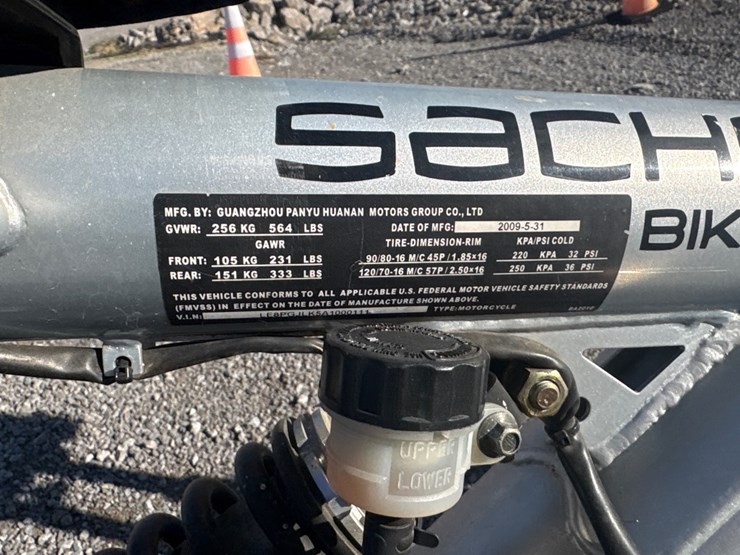 SACH
BIK
MFG. BY: GUANGZHOU PANYU HUANAN MOTORS GROUP CO., LTD
GVWR: 256 KG 564 LBS DATE OF MFG: 2009-5-31
GAWR TIRE-DIMENSION-RIM KPA/PSI COLD
FRONT: 105 KG 231 LBS 90/80-16 M/C 45P / 1.85×16 220 KPA 32 PSI
REAR: 151 KG 333 LBS 120/70-16 M/C 57P / 2.50×16 250 KPA 36 PSI
THIS VEHICLE CONFORMS TO ALL APPLICABLE U.S. FEDERAL MOTOR VEHICLE SAFETY STANDARDS
(FMVSS) IN EFFECT ON THE DATE OF MANUFACTURE SHOWN ABOVE.
V.I.N: TYPE:MOTORCYCLE
UPPER
LOWER